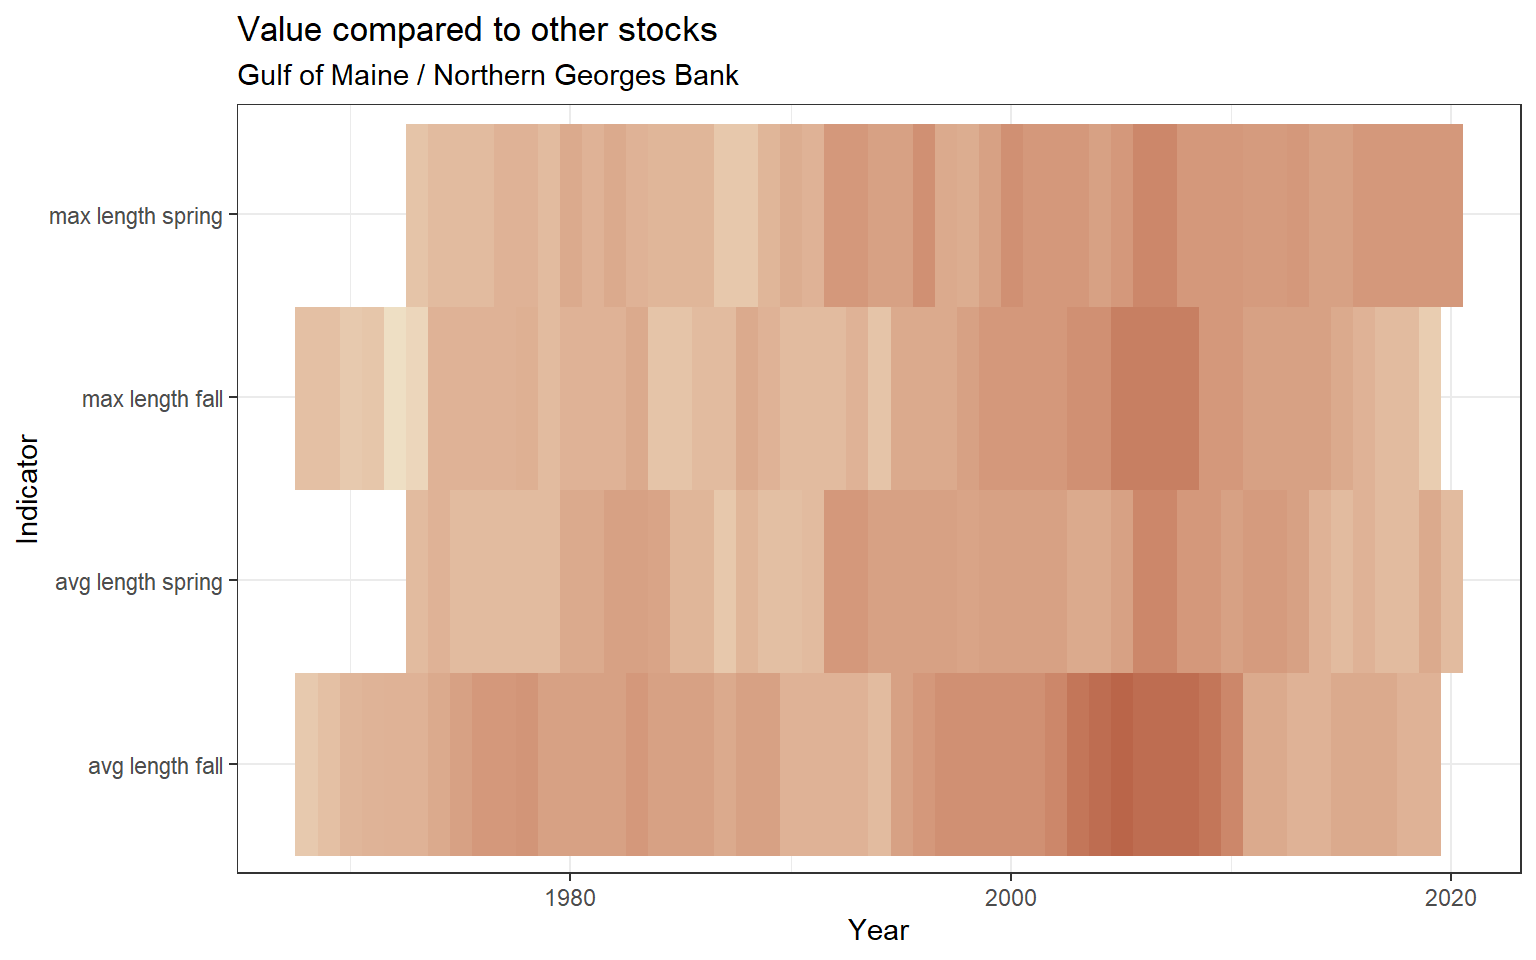 Value compared to other stocks
Gulf of Maine / Northern Georges Bank
max length spring
max length fall
avg length spring
avg length fall
Indicator
1980
2000
2020
Year